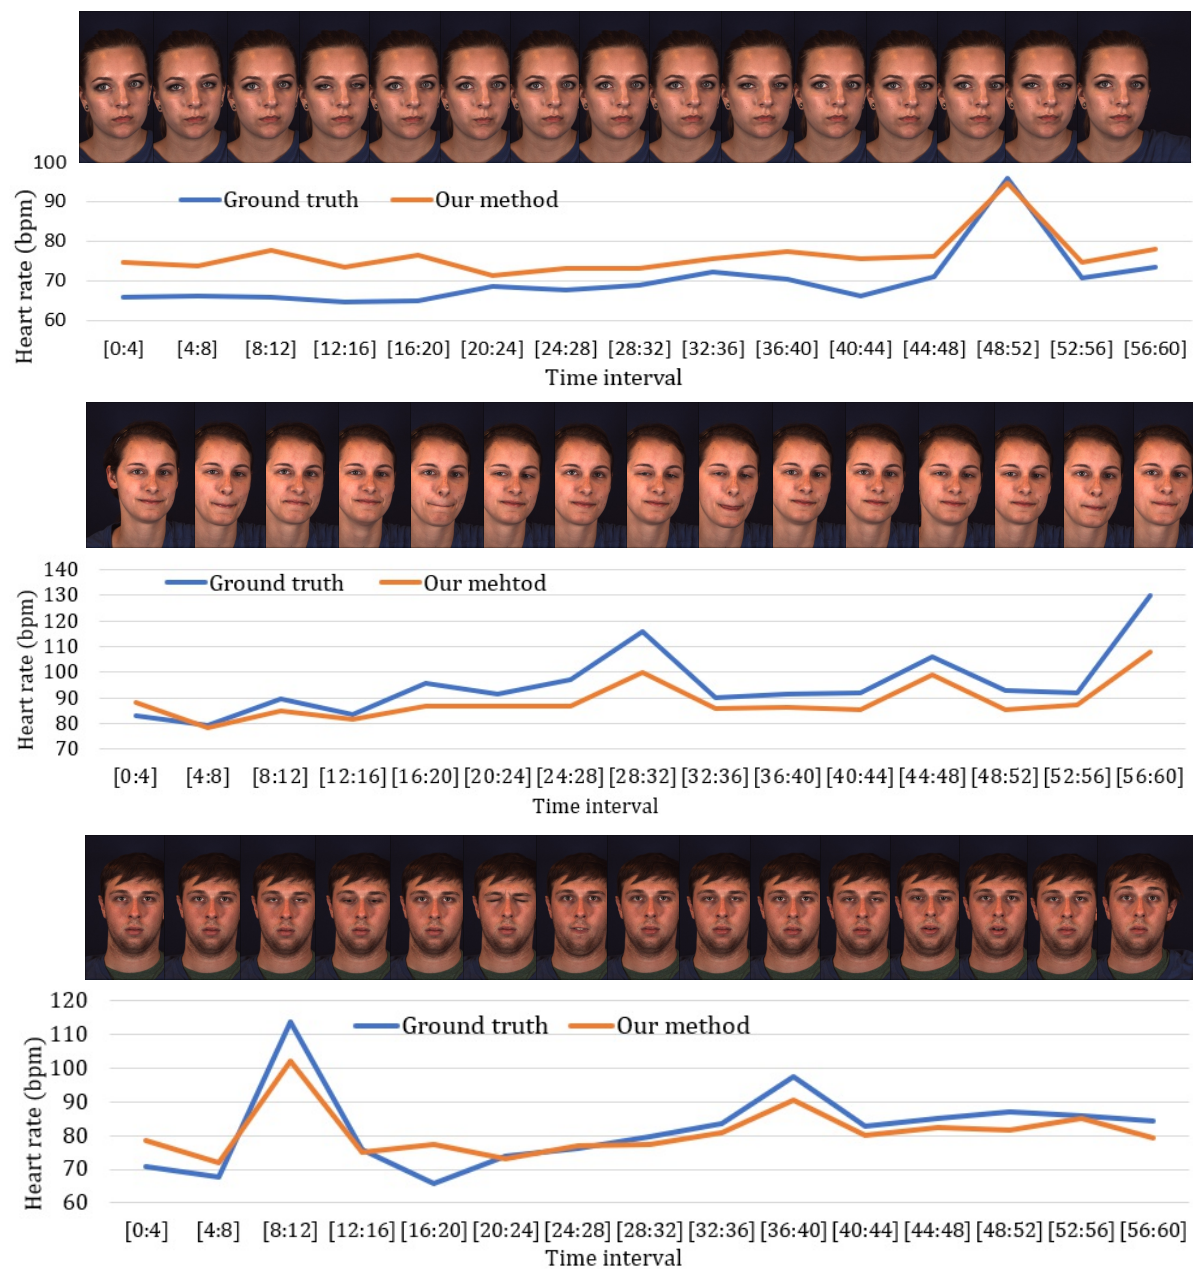 100
90
80
70
60
Heart rate (bpm)
Ground truth Our method
[0:4] [4:8] [8:12] [12:16] [16:20] [20:24] [24:28] [28:32] [32:36] [36:40] [40:44] [44:48] [48:52] [52:56] [56:60]
Time interval
140
130
120
110
100
90
80
70
Heart rate (bpm)
Ground truth Our mehtod
[0:4] [4:8] [8:12] [12:16] [16:20] [20:24] [24:28] [28:32] [32:36] [36:40] [40:44] [44:48] [48:52] [52:56] [56:60]
Time interval
120
110
100
90
80
70
60
Heart rate (bpm)
Ground truth Our method
[0:4] [4:8] [8:12] [12:16] [16:20] [20:24] [24:28] [28:32] [32:36] [36:40] [40:44] [44:48] [48:52] [52:56] [56:60]
Time interval